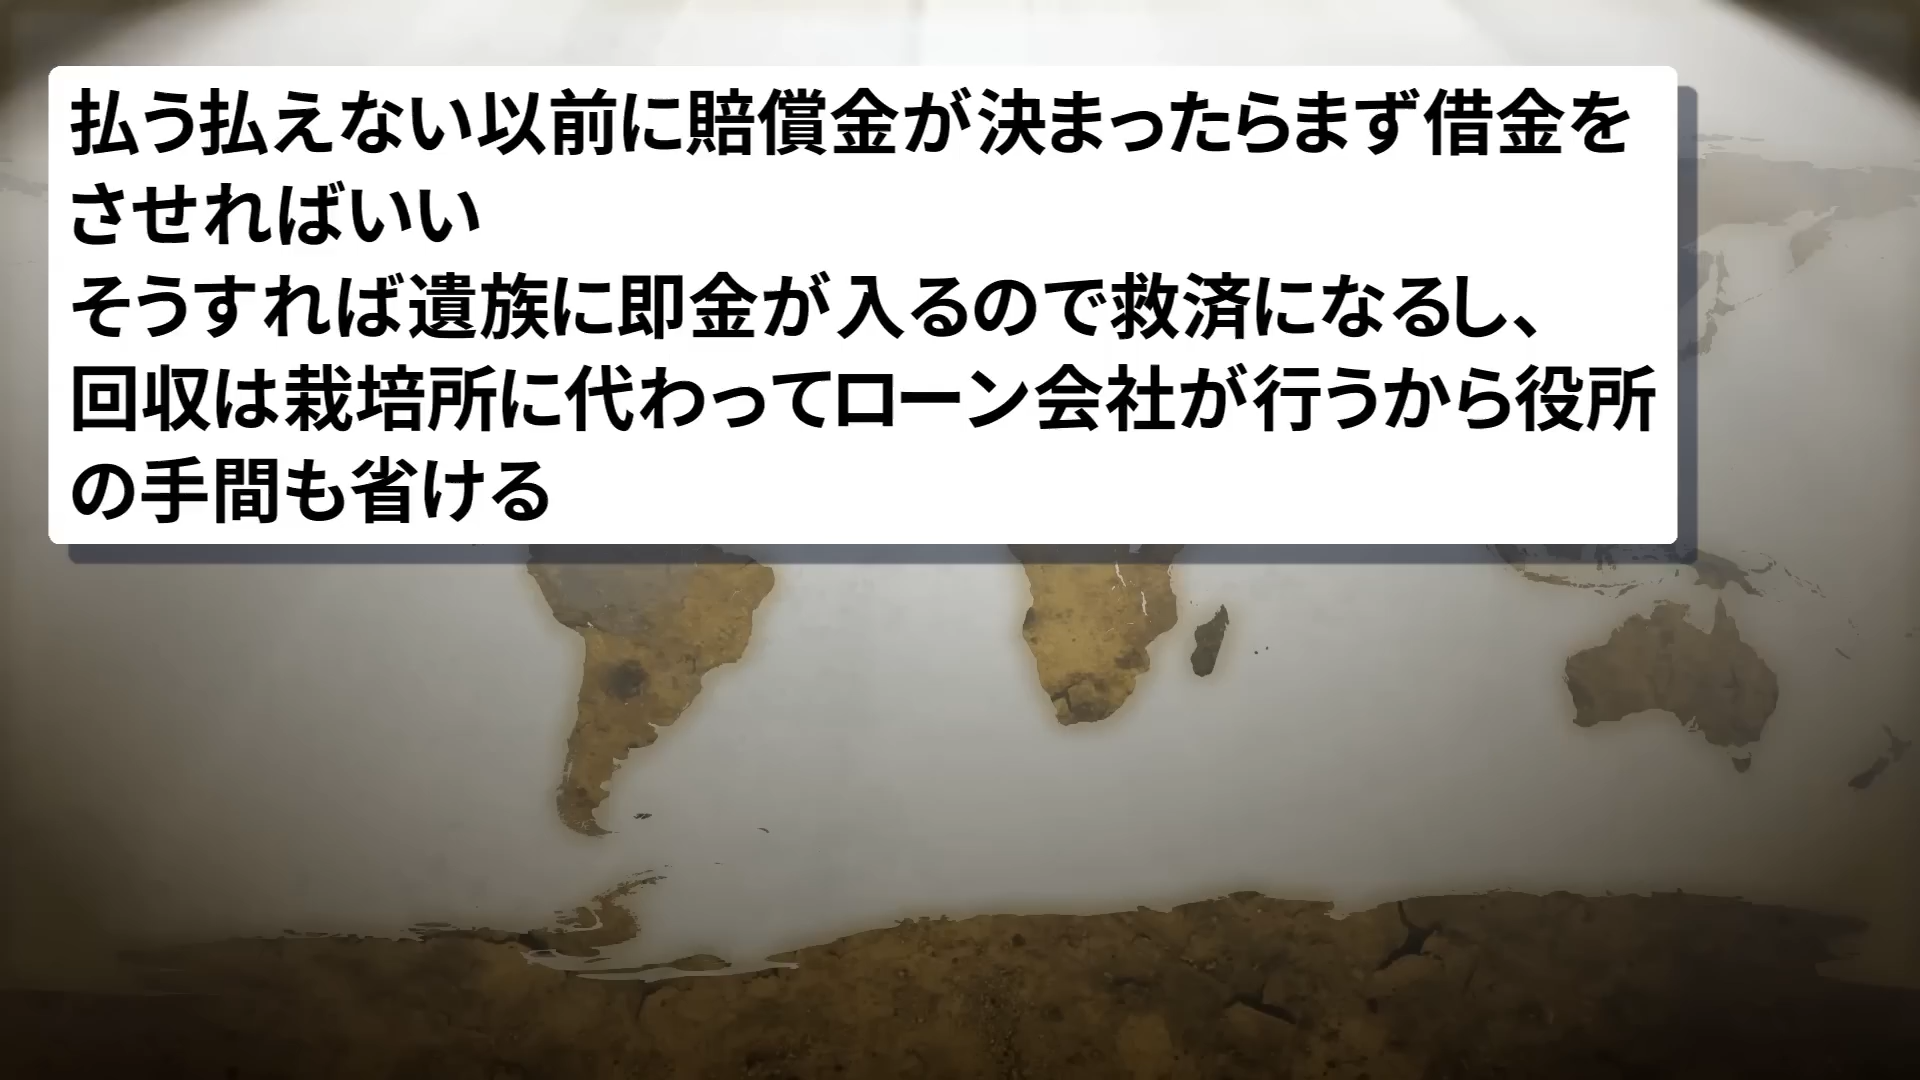 払う払えない以前に賠償金が決まったらまず借金を
させればいい
そうすれば遺族に即金が入るので救済になるし、
回収は栽培所に代わってローン会社が行うから役所
の手間も省ける